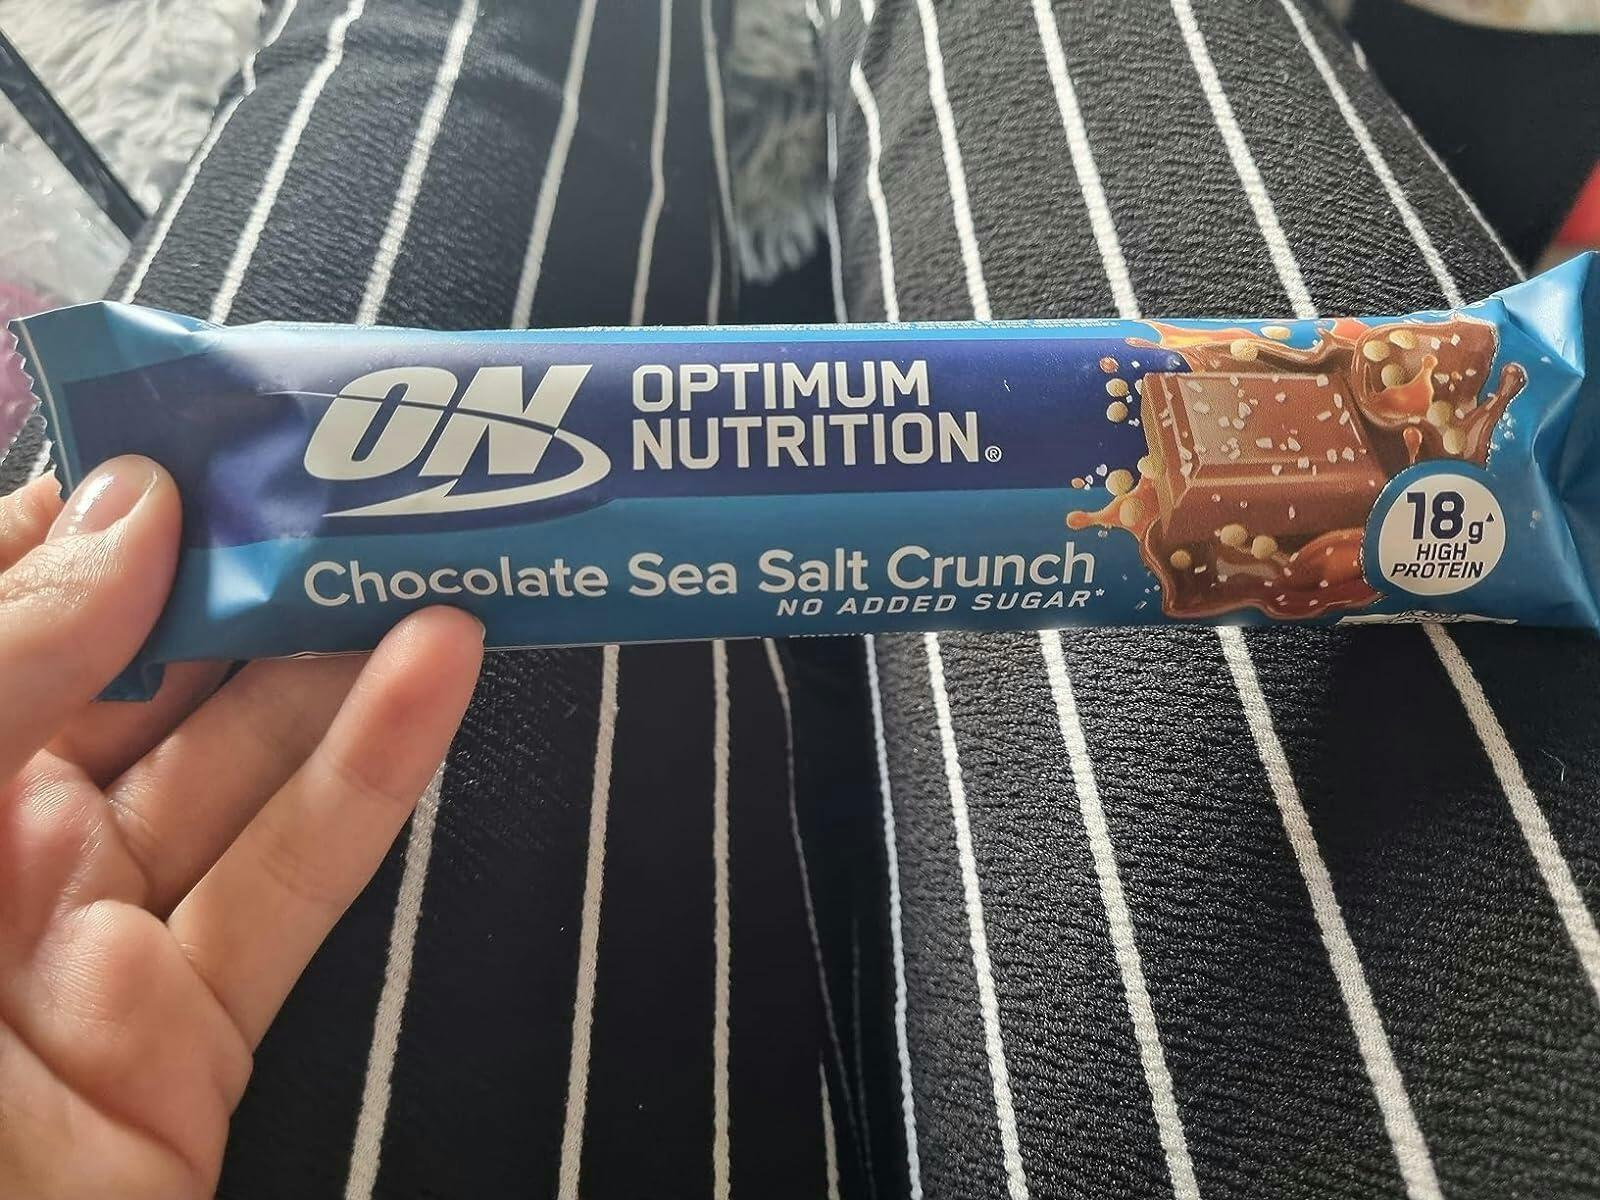 ON
OPTIMUM
NUTRITION®
Chocolate Sea Salt Crunch
NO ADDED SUGAR*
18g▲
HIGH
PROTEIN